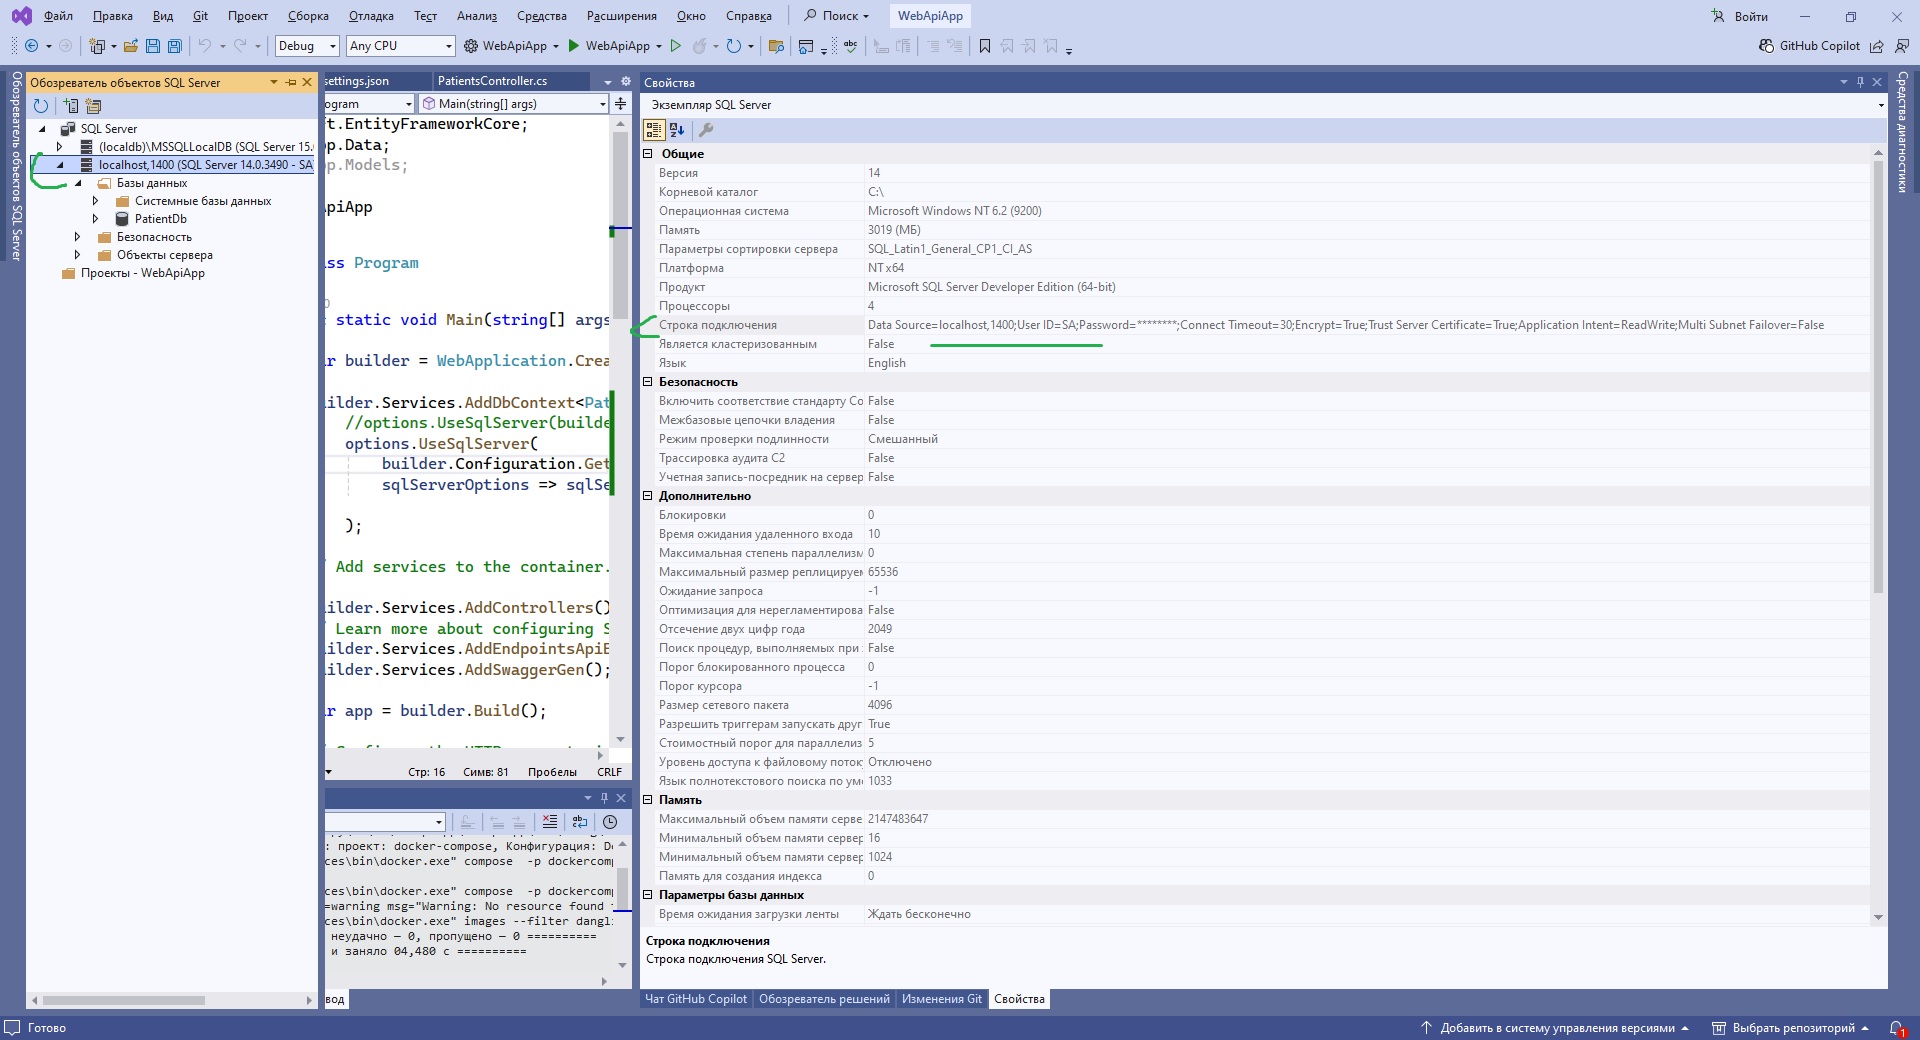 Файл Правка Вид Git Проект Сборка Отладка Тест Анализ Средства Расширения Окно Справка Поиск WebApiApp Войти
Debug Any CPU WebApiApp WebApiApp GitHub Copilot
Обозреватель объектов SQL Server
Обозреватель объектов SQL Server
SQL Server
(localdb)\MSSQLLocalDB (SQL Server 15.
localhost,1400 (SQL Server 14.0.3490 - SA
Базы данных
Системные базы данных
PatientDb
Безопасность
Объекты сервера
Проекты - WebApiApp
settings.json PatientsController.cs
ogram Main(string[] args)
ft.EntityFrameworkCore;
pp.Data;
pp.Models;
piApp
ss Program
static void Main(string[] args
r builder = WebApplication.Crea
ilder.Services.AddDbContext<Pat
//options.UseSqlServer(builde
options.UseSqlServer(
builder.Configuration.Get
sqlServerOptions => sqlSe
);
Add services to the container.
ilder.Services.AddControllers()
Learn more about configuring S
ilder.Services.AddEndpointsApiE
ilder.Services.AddSwaggerGen();
r app = builder.Build();
Стр: 16 Симв: 81 Пробелы CRLF
: проект: docker-compose, Конфигурация: De
ces\bin\docker.exe" compose -p dockercomp
ces\bin\docker.exe" compose -p dockercomp
=warning msg="Warning: No resource found t
ces\bin\docker.exe" images --filter dangli
неудачно — 0, пропущено — 0 ==========
и заняло 04,480 с ==========
вод
Свойства
Экземпляр SQL Server
Общие
Версия 14
Корневой каталог C:\
Операционная система Microsoft Windows NT 6.2 (9200)
Память 3019 (МБ)
Параметры сортировки сервера SQL_Latin1_General_CP1_CI_AS
Платформа NT x64
Продукт Microsoft SQL Server Developer Edition (64-bit)
Процессоры 4
Строка подключения Data Source=localhost,1400;User ID=SA;Password=********;Connect Timeout=30;Encrypt=True;Trust Server Certificate=True;Application Intent=ReadWrite;Multi Subnet Failover=False
Является кластеризованным False
Язык English
Безопасность
Включить соответствие стандарту Co False
Межбазовые цепочки владения False
Режим проверки подлинности Смешанный
Трассировка аудита C2 False
Учетная запись-посредник на сервер False
Дополнительно
Блокировки 0
Время ожидания удаленного входа 10
Максимальная степень параллелизм 0
Максимальный размер реплицируем 65536
Ожидание запроса -1
Оптимизация для нерегламентирова False
Отсечение двух цифр года 2049
Поиск процедур, выполняемых при False
Порог блокированного процесса 0
Порог курсора -1
Размер сетевого пакета 4096
Разрешить триггерам запускать друг True
Стоимостный порог для параллелиз 5
Уровень доступа к файловому потоку Отключено
Язык полнотекстового поиска по умо 1033
Память
Максимальный объем памяти серве 2147483647
Минимальный объем памяти сервер 16
Минимальный объем памяти сервер 1024
Память для создания индекса 0
Параметры базы данных
Время ожидания загрузки ленты Ждать бесконечно
Строка подключения
Строка подключения SQL Server.
Чат GitHub Copilot Обозреватель решений Изменения Git Свойства
Средства диагностики
Готово Добавить в систему управления версиями Выбрать репозиторий 1